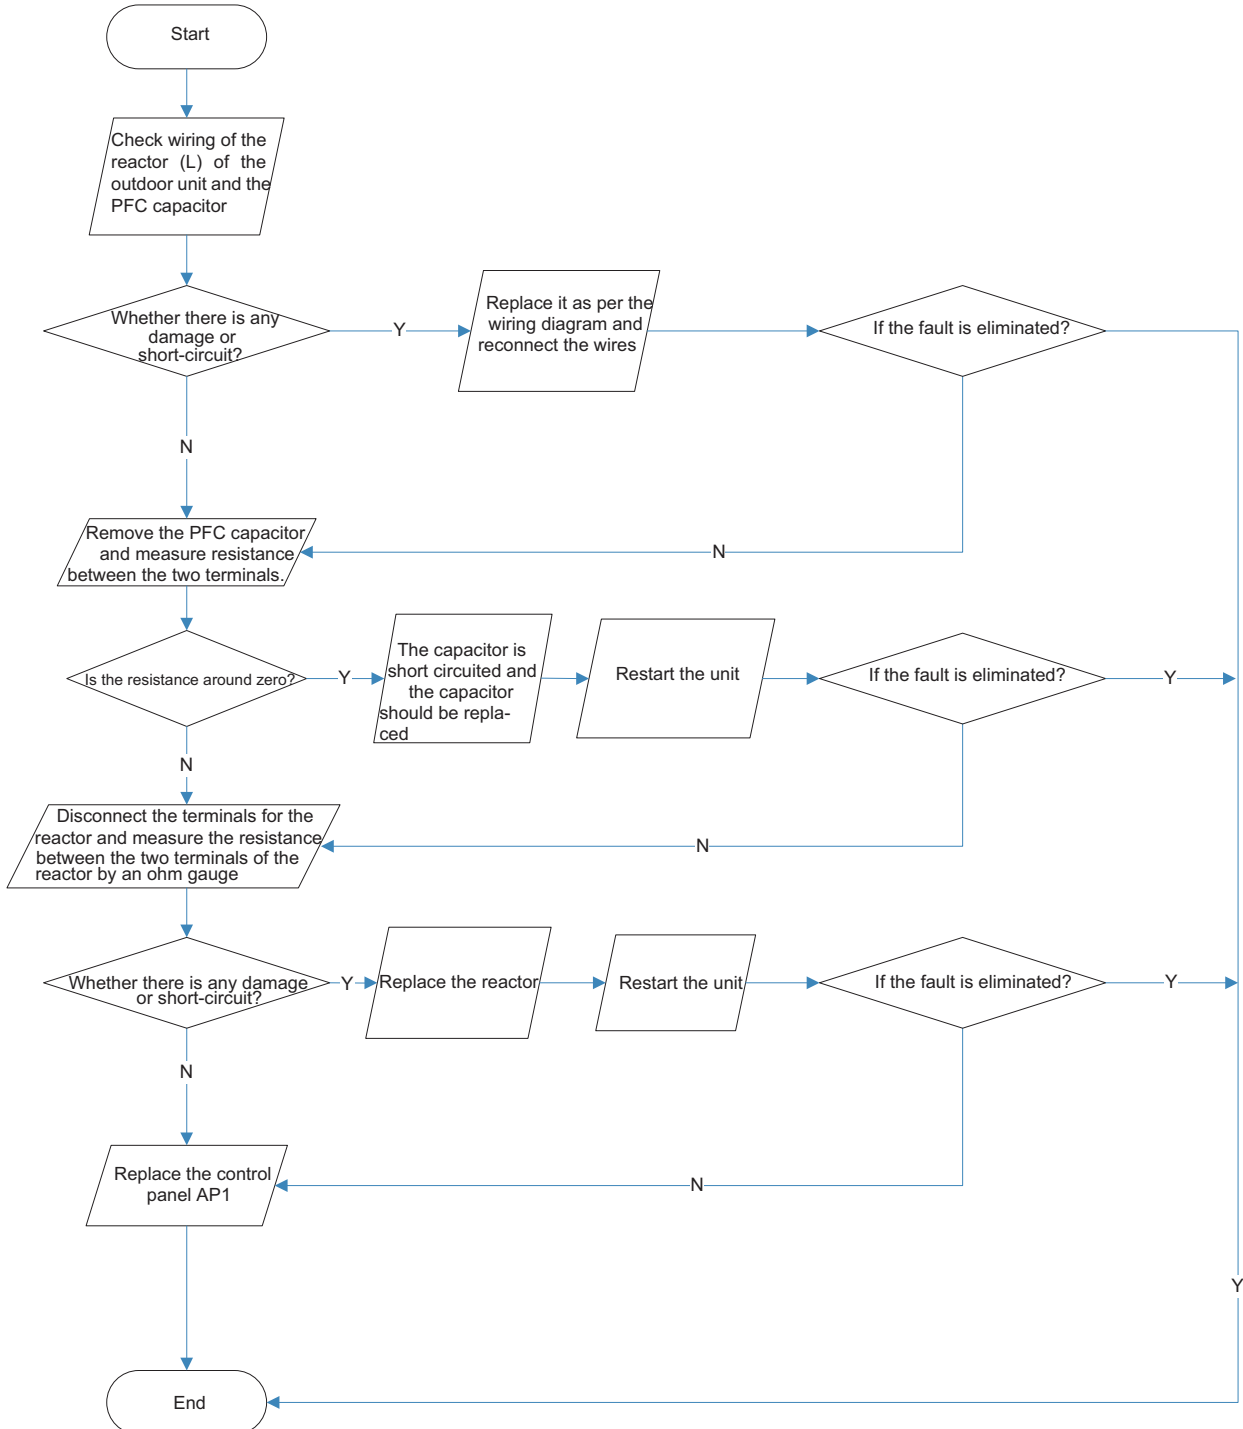 Start
Check wiring of the
reactor (L) of the
outdoor unit and the
PFC capacitor
Whether there is any
damage or
short-circuit?
Y
Replace it as per the
wiring diagram and
reconnect the wires
If the fault is eliminated?
N
Remove the PFC capacitor
and measure resistance
between the two terminals.
N
Is the resistance around zero?
Y
The capacitor is
short circuited and
the capacitor
should be repla-
ced
Restart the unit
If the fault is eliminated?
Y
N
Disconnect the terminals for the
reactor and measure the resistance
between the two terminals of the
reactor by an ohm gauge
N
Whether there is any damage
or short-circuit?
Y
Replace the reactor
Restart the unit
If the fault is eliminated?
Y
N
Replace the control
panel AP1
N
Y
End